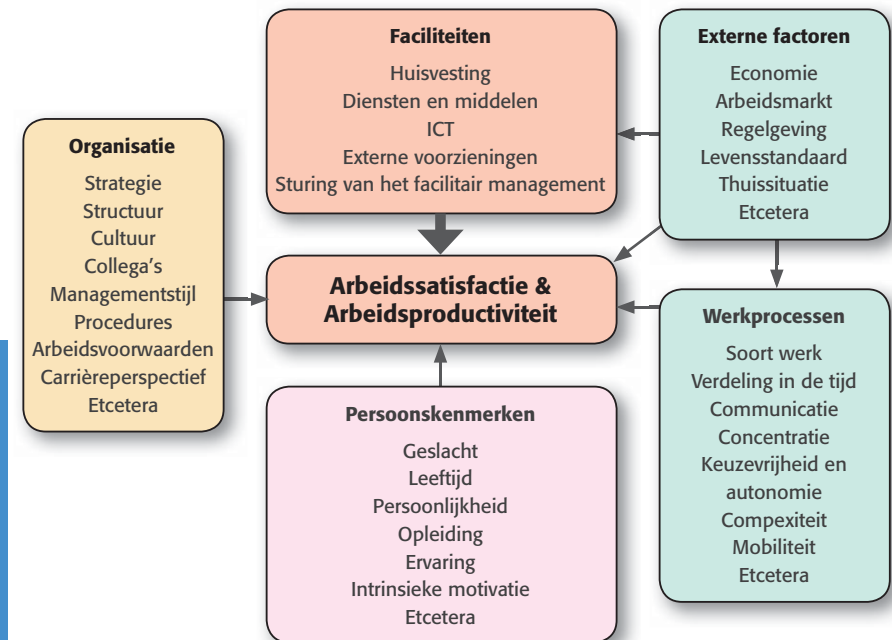 Faciliteiten
Huisvesting
Diensten en middelen
ICT
Externe voorzieningen
Sturing van het facilitair management
Externe factoren
Economie
Arbeidsmarkt
Regelgeving
Levensstandaard
Thuissituatie
Etcetera
Organisatie
Strategie
Structuur
Cultuur
Collega's
Managementstijl
Procedures
Arbeidsvoorwaarden
Carrièreperspectief
Etcetera
Arbeidssatisfactie &
Arbeidsproductiviteit
Werkprocessen
Soort werk
Verdeling in de tijd
Communicatie
Concentratie
Keuzevrijheid en
autonomie
Compexiteit
Mobiliteit
Etcetera
Persoonskenmerken
Geslacht
Leeftijd
Persoonlijkheid
Opleiding
Ervaring
Intrinsieke motivatie
Etcetera